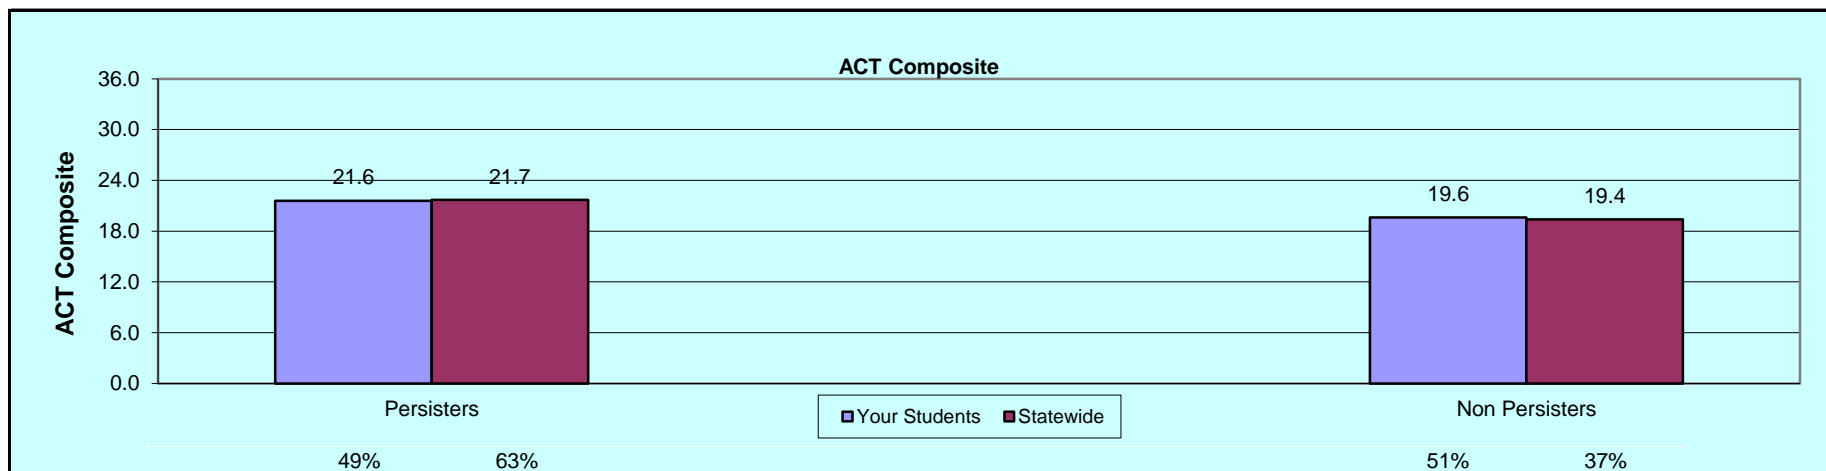 ACT Composite
36.0
30.0
24.0
18.0
12.0
6.0
0.0
ACT Composite
21.6 21.7 19.6 19.4
Persisters Non Persisters
Your Students Statewide
49% 63% 51% 37%